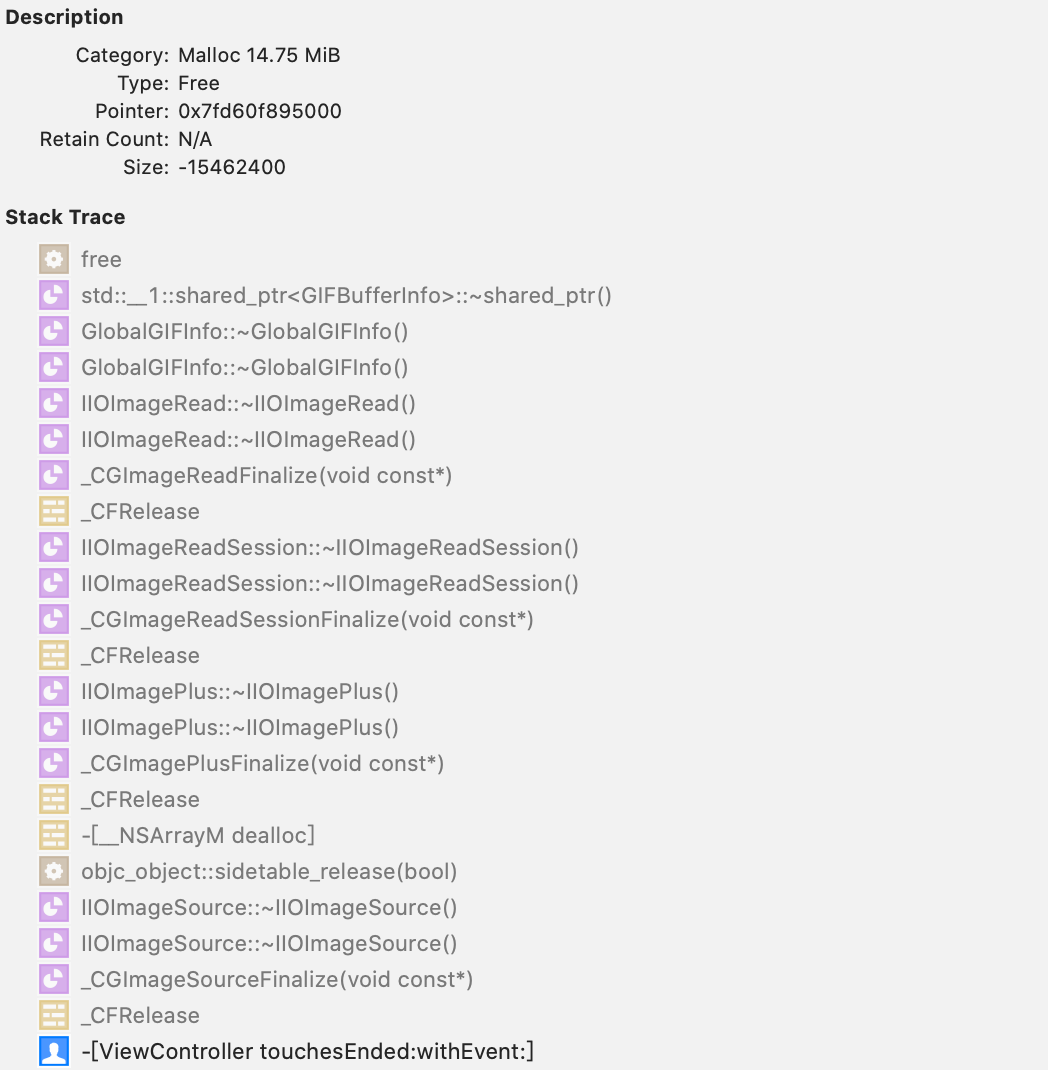 Description
Category: Malloc 14.75 MiB
Type: Free
Pointer: 0x7fd60f895000
Retain Count: N/A
Size: -15462400
Stack Trace
free
std::__1::shared_ptr<GIFBufferInfo>::~shared_ptr()
GlobalGIFInfo::~GlobalGIFInfo()
GlobalGIFInfo::~GlobalGIFInfo()
IIOImageRead::~IIOImageRead()
IIOImageRead::~IIOImageRead()
_CGImageReadFinalize(void const*)
_CFRelease
IIOImageReadSession::~IIOImageReadSession()
IIOImageReadSession::~IIOImageReadSession()
_CGImageReadSessionFinalize(void const*)
_CFRelease
IIOImagePlus::~IIOImagePlus()
IIOImagePlus::~IIOImagePlus()
_CGImagePlusFinalize(void const*)
_CFRelease
-[__NSArrayM dealloc]
objc_object::sidetable_release(bool)
IIOImageSource::~IIOImageSource()
IIOImageSource::~IIOImageSource()
_CGImageSourceFinalize(void const*)
_CFRelease
-[ViewController touchesEnded:withEvent:]